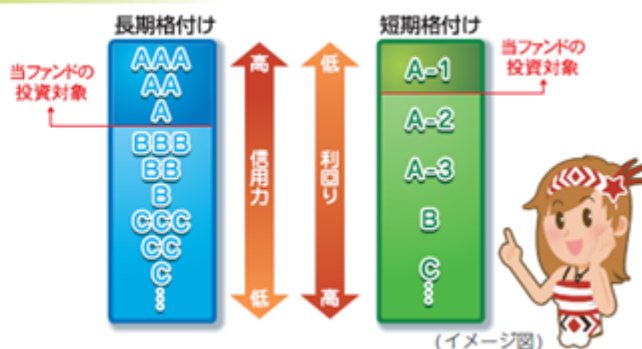 長期格付け
当ファンドの
投資対象
AAA
AA
A
BBB
BB
B
CCC
CC
C
⋮
高
信用力
低
低
利回り
高
短期格付け
当ファンドの
投資対象
A-1
A-2
A-3
B
C
⋮
(イメージ図)